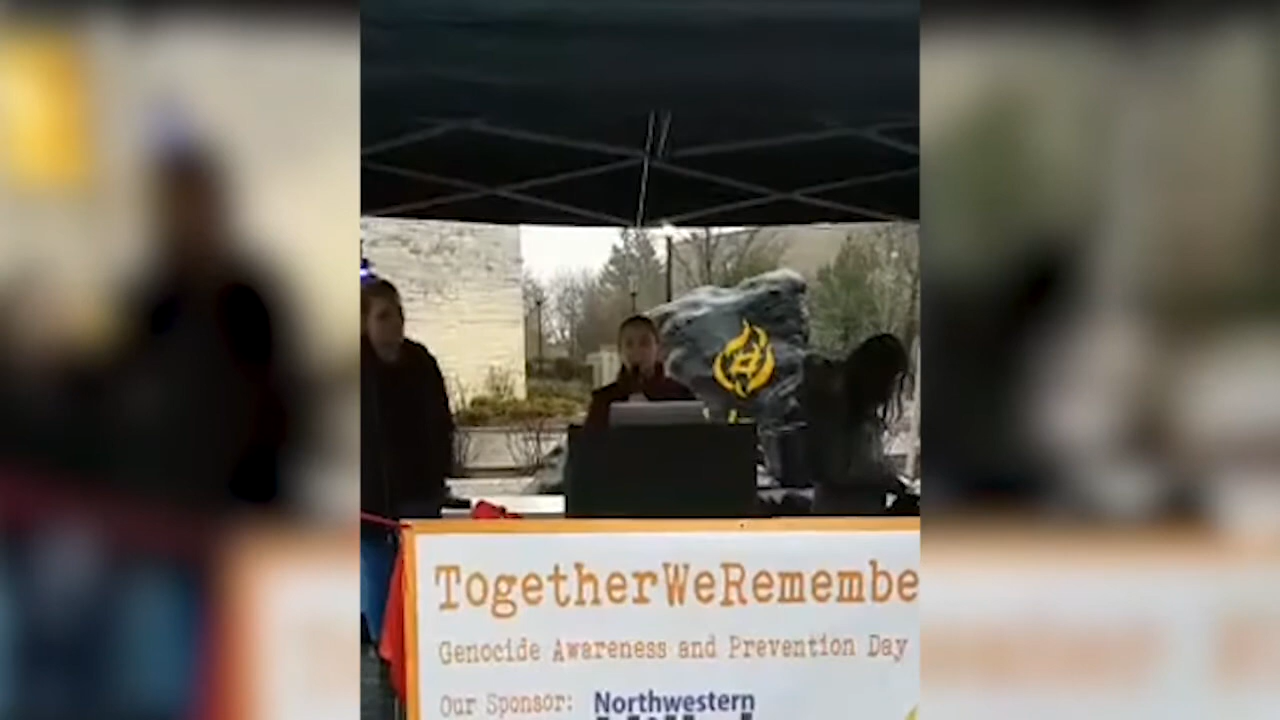 TogetherWeRemembe
Genocide Awareness and Prevention Day
Our Sponsor: Northwestern